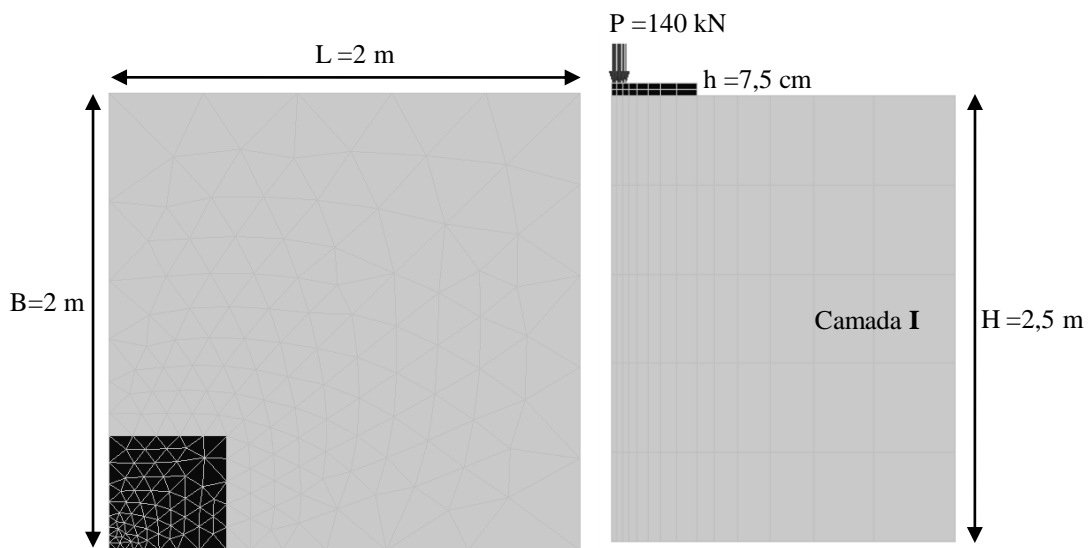 L =2 m
B=2 m
P =140 kN
h =7,5 cm
Camada I
H =2,5 m